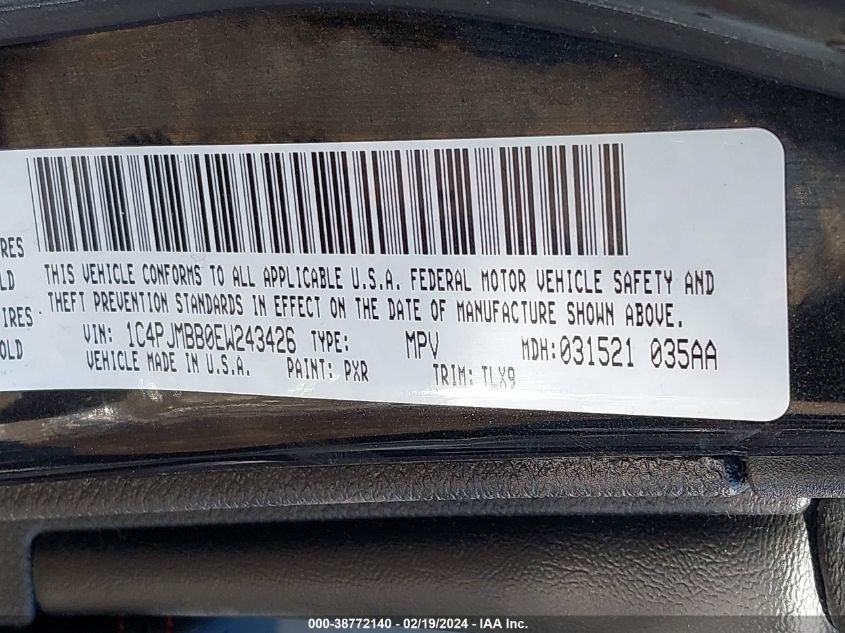 RES
LD
IRES
OLD
THIS VEHICLE CONFORMS TO ALL APPLICABLE U.S.A. FEDERAL MOTOR VEHICLE SAFETY AND
THEFT PREVENTION STANDARDS IN EFFECT ON THE DATE OF MANUFACTURE SHOWN ABOVE.
VIN: 1C4PJMBB0EW243426 TYPE: MPV MDH:031521 035AA
VEHICLE MADE IN U.S.A. PAINT: PXR TRIM: TLX9
000-38772140 - 02/19/2024 - IAA Inc.